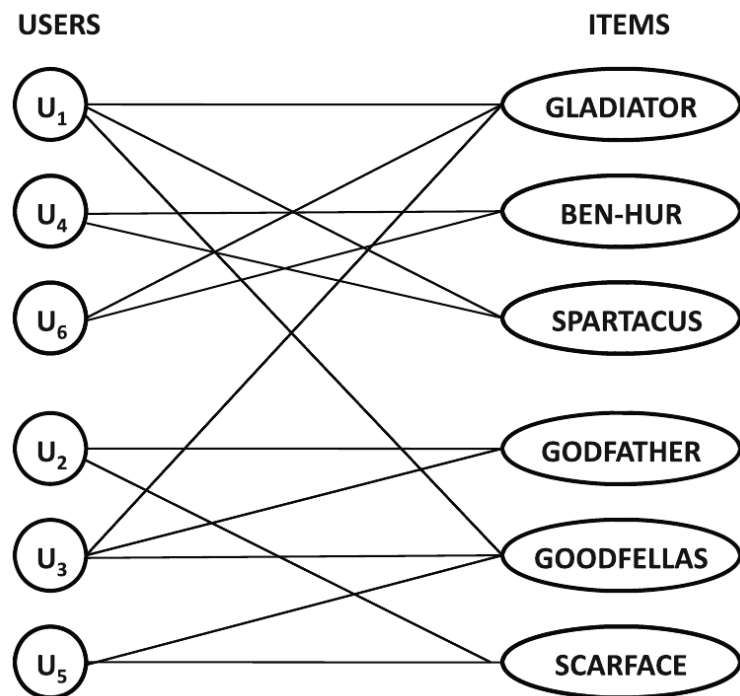 USERS ITEMS
U1 GLADIATOR
U4 BEN-HUR
U6 SPARTACUS
U2 GODFATHER
U3 GOODFELLAS
U5 SCARFACE